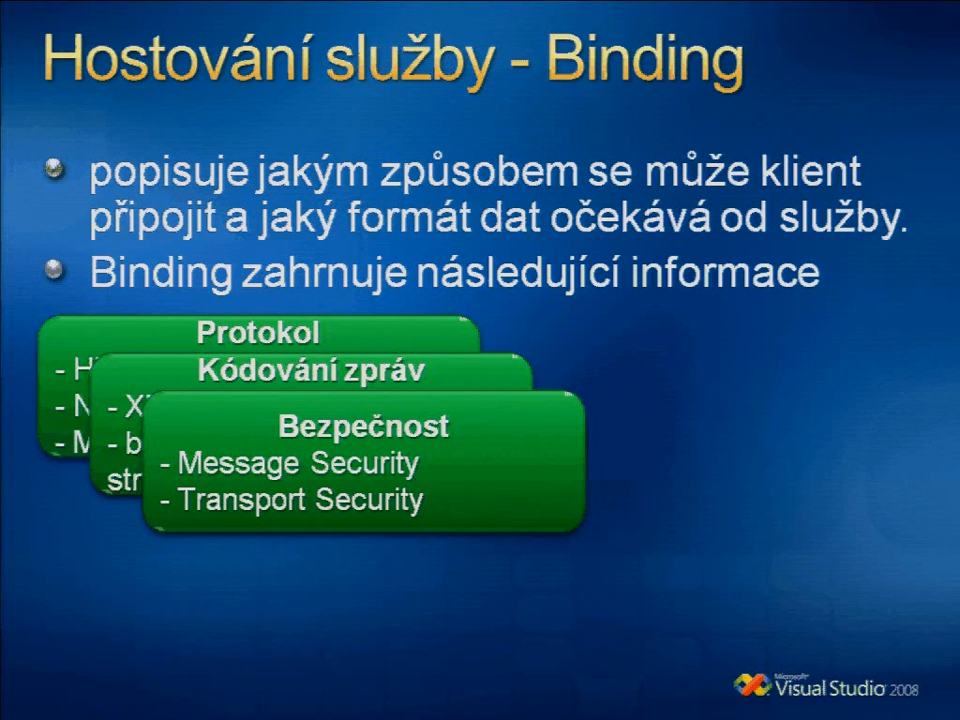 Hostování služby - Binding
popisuje jakým způsobem se může klient
připojit a jaký formát dat očekává od služby.
Binding zahrnuje následující informace
Protokol
Kódování zpráv
Bezpečnost
- Message Security
- Transport Security
Microsoft
Visual Studio 2008